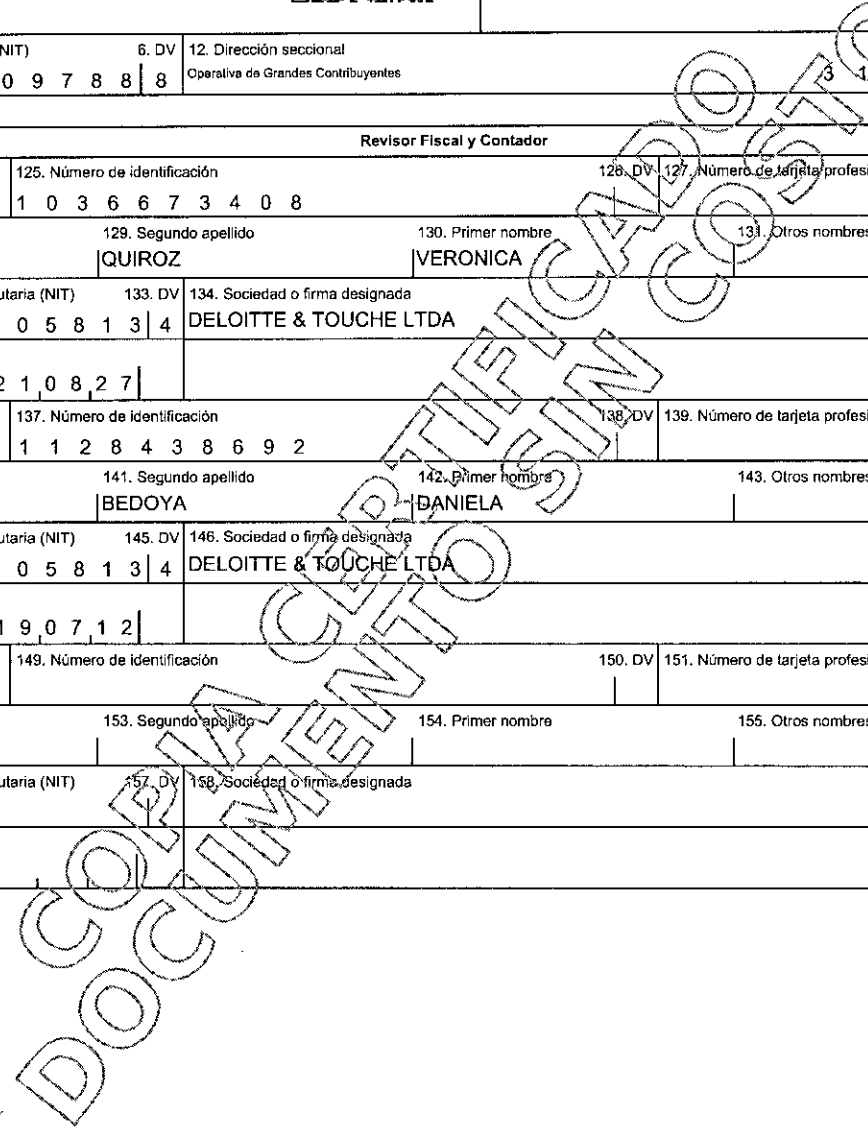 NIT) 6. DV 12. Dirección seccional
0 9 7 8 8 8 Operativa de Grandes Contribuyentes 3 1
Revisor Fiscal y Contador
125. Número de identificación 126. DV 127. Número de tarjeta profesi
1 0 3 6 6 7 3 4 0 8
129. Segundo apellido 130. Primer nombre 131. Otros nombres
QUIROZ VERONICA
utaria (NIT) 133. DV 134. Sociedad o firma designada
0 5 8 1 3 4 DELOITTE & TOUCHE LTDA
2 1 0 8 2 7
137. Número de identificación 138. DV 139. Número de tarjeta profesi
1 1 2 8 4 3 8 6 9 2
141. Segundo apellido 142. Primer nombre 143. Otros nombres
BEDOYA DANIELA
utaria (NIT) 145. DV 146. Sociedad o firma designada
0 5 8 1 3 4 DELOITTE & TOUCHE LTDA
1 9 0 7 1 2
149. Número de identificación 150. DV 151. Número de tarjeta profesi
153. Segundo apellido 154. Primer nombre 155. Otros nombres
utaria (NIT) 157. DV 158. Sociedad o firma designada
COPIA CERTIFICADO
DOCUMENTO SIN COSTO